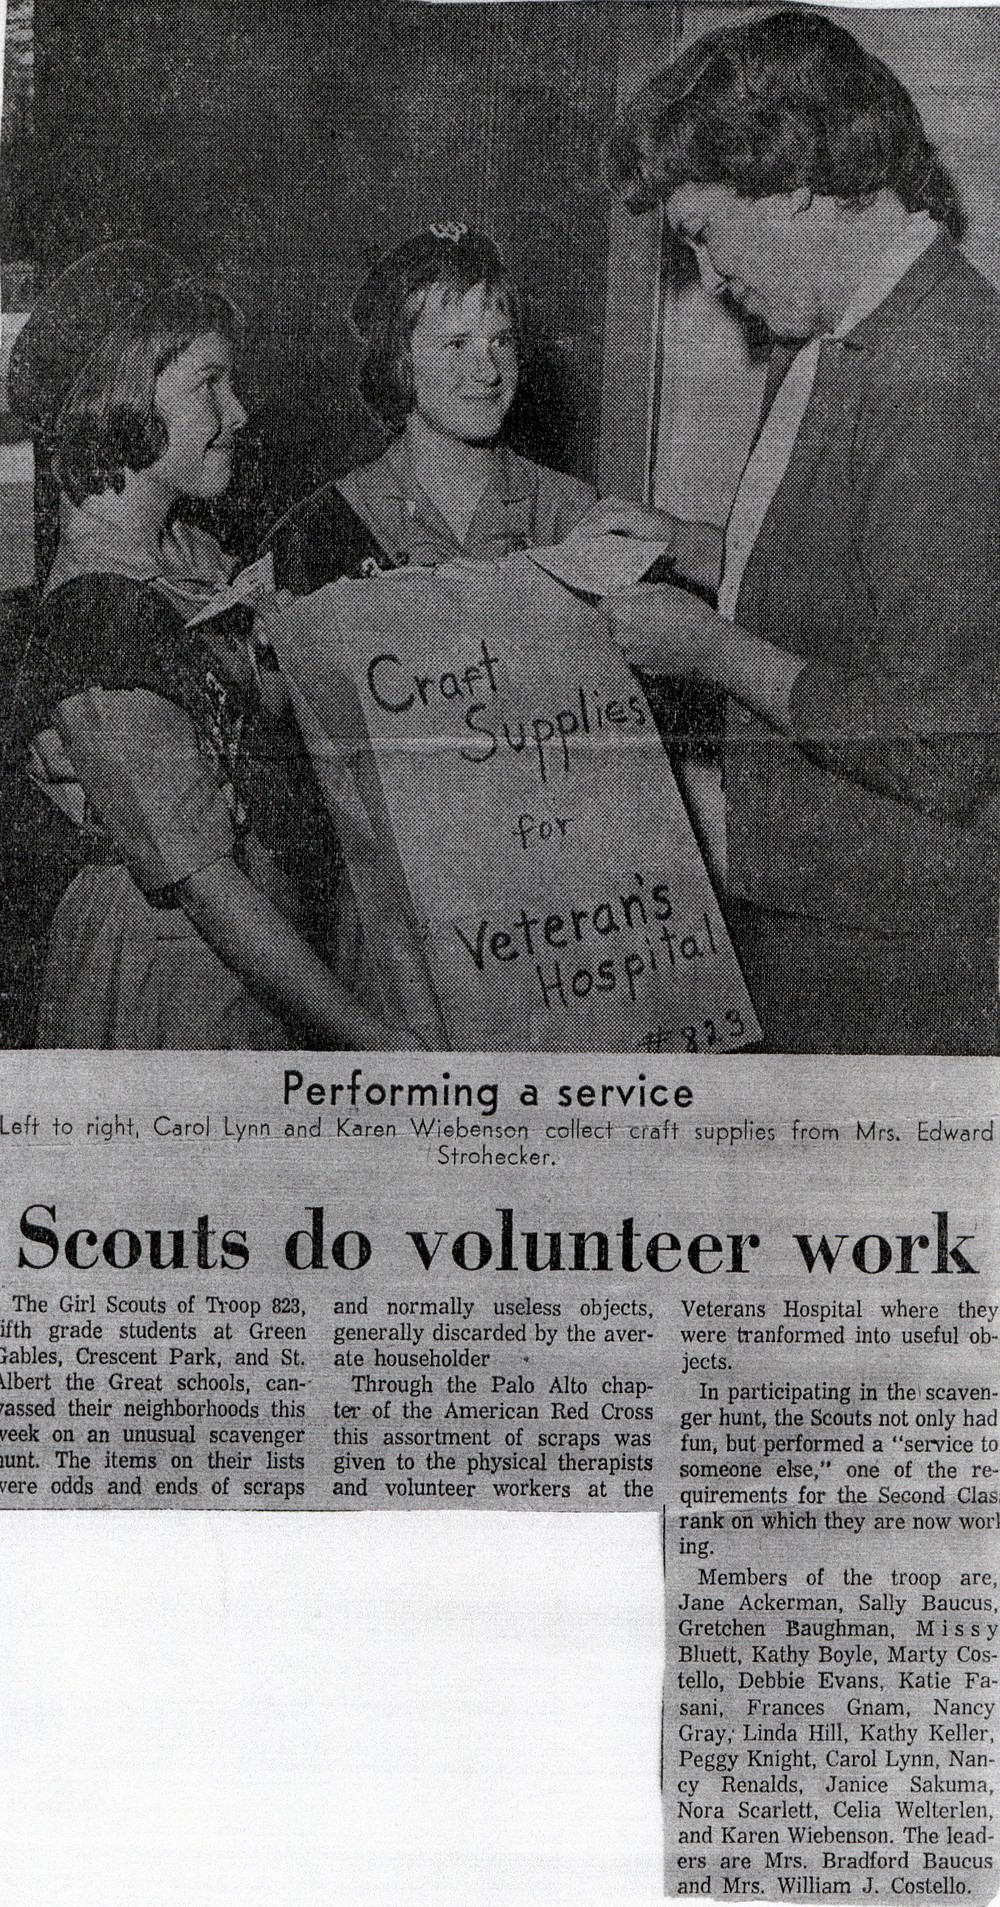 Craft
Supplies
for
Veteran's
Hospital
#823
Performing a service
Left to right, Carol Lynn and Karen Wiebenson collect craft supplies from Mrs. Edward
Strohecker.
Scouts do volunteer work
The Girl Scouts of Troop 823,
ifth grade students at Green
Gables, Crescent Park, and St.
Albert the Great schools, can-
vassed their neighborhoods this
week on an unusual scavenger
hunt. The items on their lists
were odds and ends of scraps
and normally useless objects,
generally discarded by the aver-
ate householder
Through the Palo Alto chap-
ter of the American Red Cross
this assortment of scraps was
given to the physical therapists
and volunteer workers at the
Veterans Hospital where they
were tranformed into useful ob-
jects.
In participating in the scaven-
ger hunt, the Scouts not only had
fun, but performed a "service to
someone else," one of the re-
quirements for the Second Clas
rank on which they are now worl
ing.
Members of the troop are,
Jane Ackerman, Sally Baucus,
Gretchen Baughman, Missy
Bluett, Kathy Boyle, Marty Cos-
tello, Debbie Evans, Katie Fa-
sani, Frances Gnam, Nancy
Gray, Linda Hill, Kathy Keller,
Peggy Knight, Carol Lynn, Nan-
cy Renalds, Janice Sakuma,
Nora Scarlett, Celia Welterlen,
and Karen Wiebenson. The lead-
ers are Mrs. Bradford Baucus
and Mrs. William J. Costello.